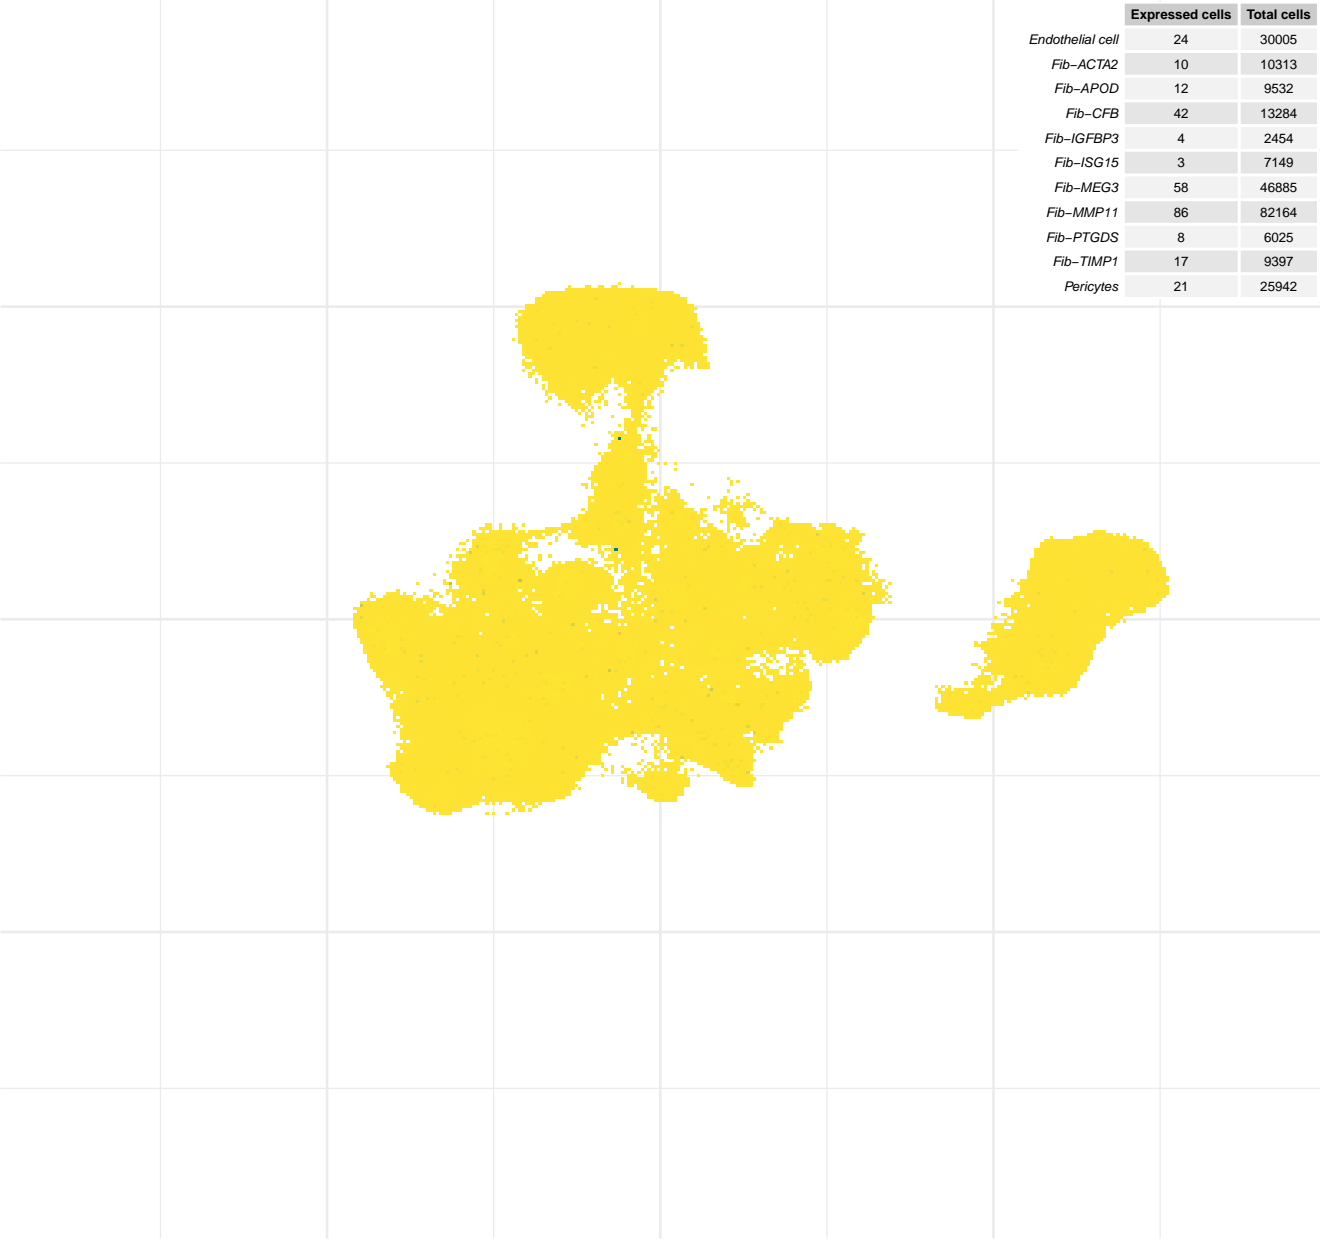 Expressed cells Total cells
Endothelial cell 24 30005
Fib−ACTA2 10 10313
Fib−APOD 12 9532
Fib−CFB 42 13284
Fib−IGFBP3 4 2454
Fib−ISG15 3 7149
Fib−MEG3 58 46885
Fib−MMP11 86 82164
Fib−PTGDS 8 6025
Fib−TIMP1 17 9397
Pericytes 21 25942